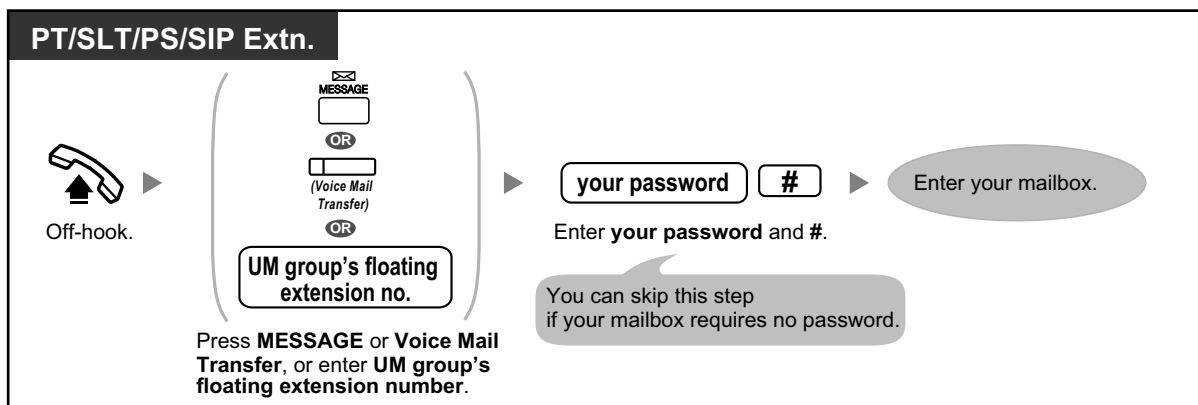 PT/SLT/PS/SIP Extn.
Off-hook.
MESSAGE
OR
(Voice Mail
Transfer)
OR
UM group's floating
extension no.
Press MESSAGE or Voice Mail
Transfer, or enter UM group's
floating extension number.
your password #
Enter your password and #.
You can skip this step
if your mailbox requires no password.
Enter your mailbox.